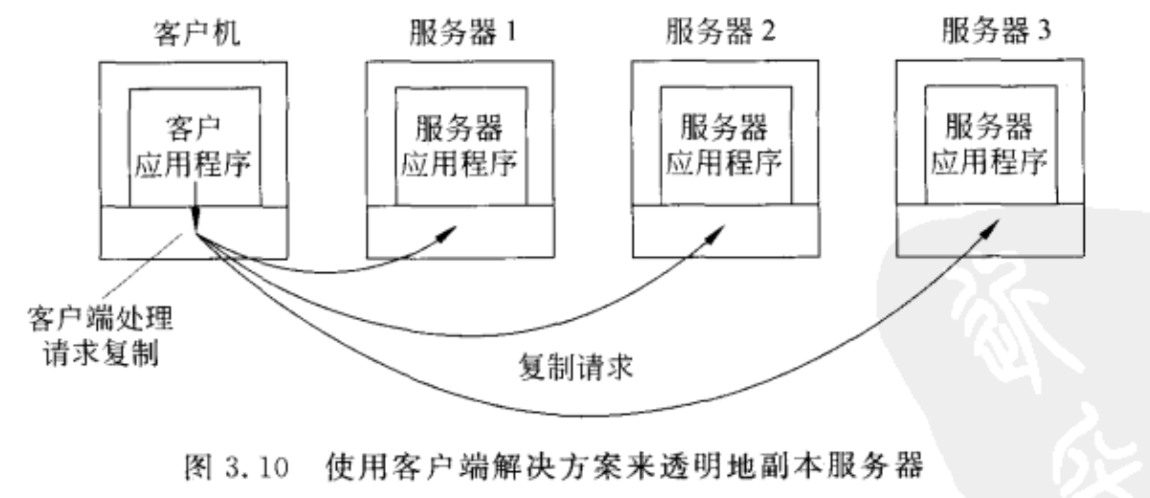 客户机
服务器 1
服务器 2
服务器 3
客户
应用程序
服务器
应用程序
服务器
应用程序
服务器
应用程序
客户端处理
请求复制
复制请求
图 3.10 使用客户端解决方案来透明地副本服务器